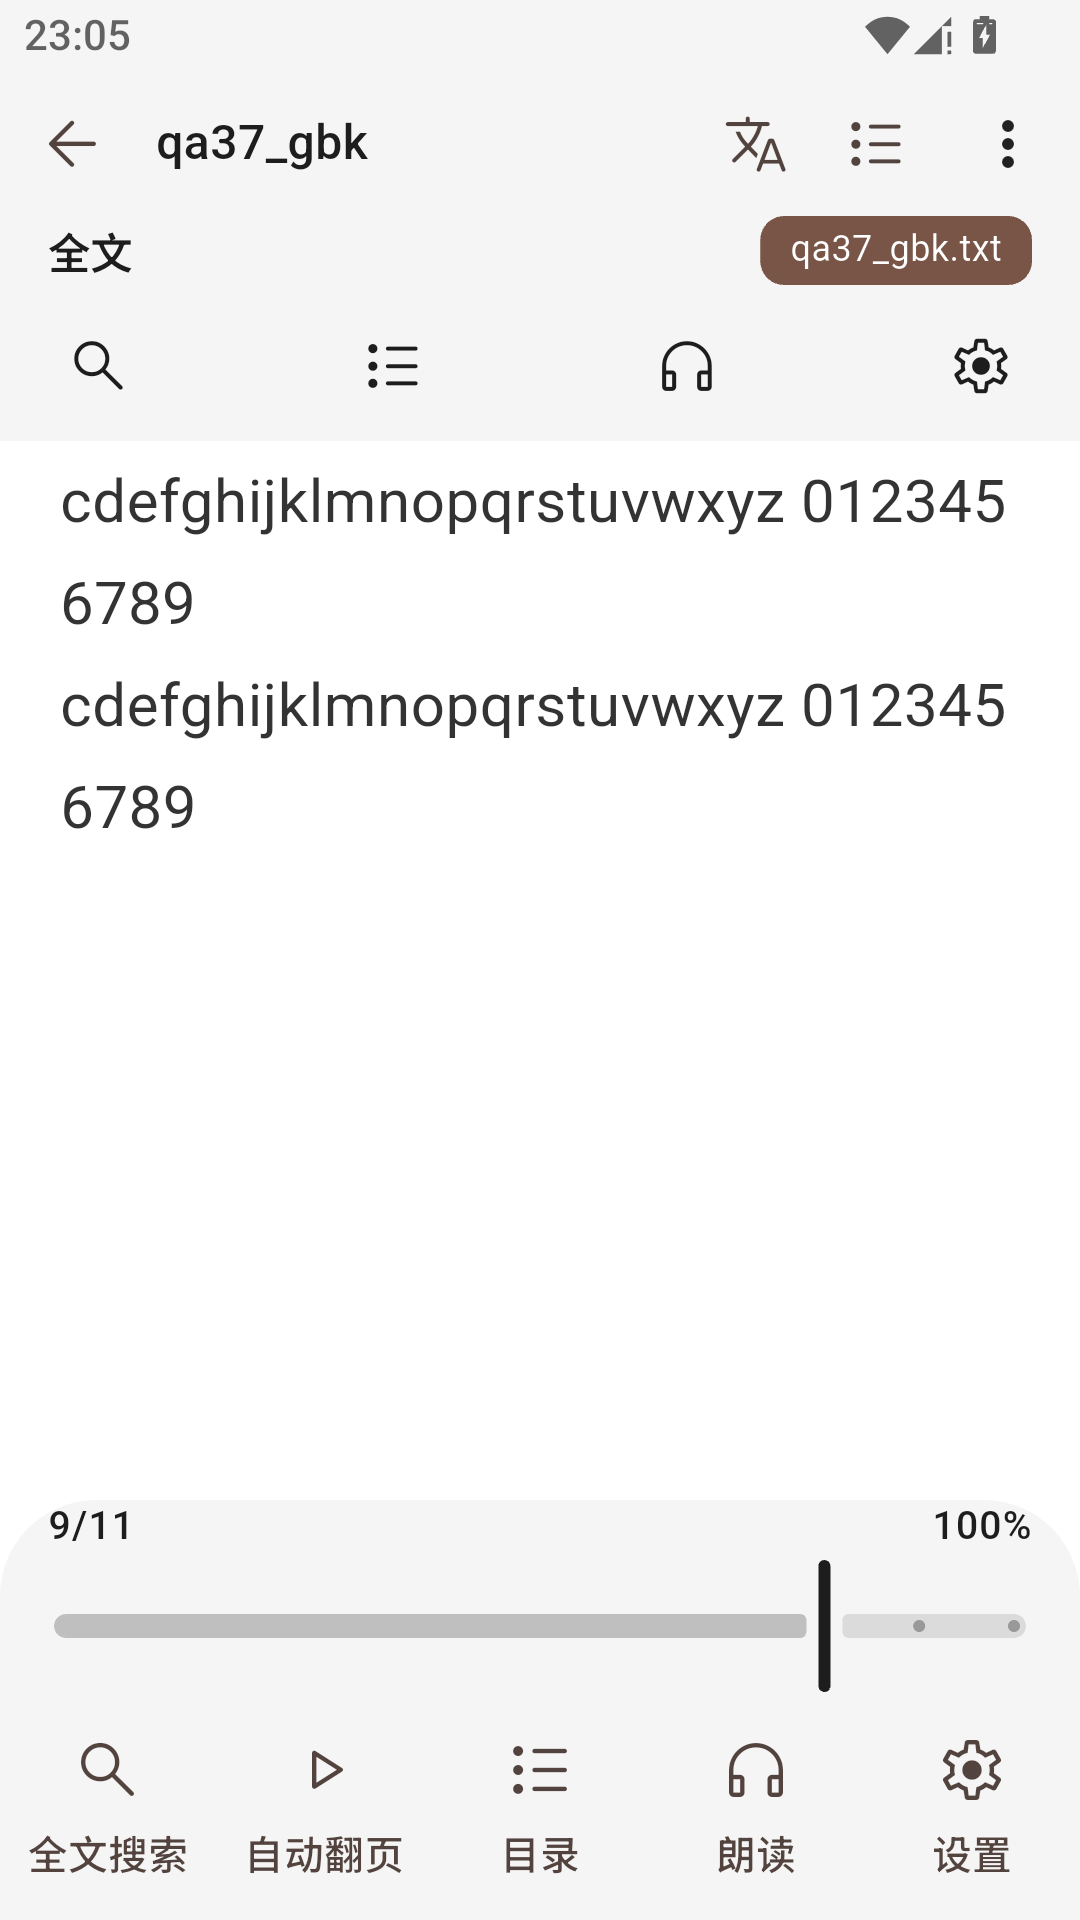 23:05
qa37_gbk
全文
qa37_gbk.txt
cdefghijklmnopqrstuvwxyz 012345
6789
cdefghijklmnopqrstuvwxyz 012345
6789
9/11
100%
全文搜索
自动翻页
目录
朗读
设置